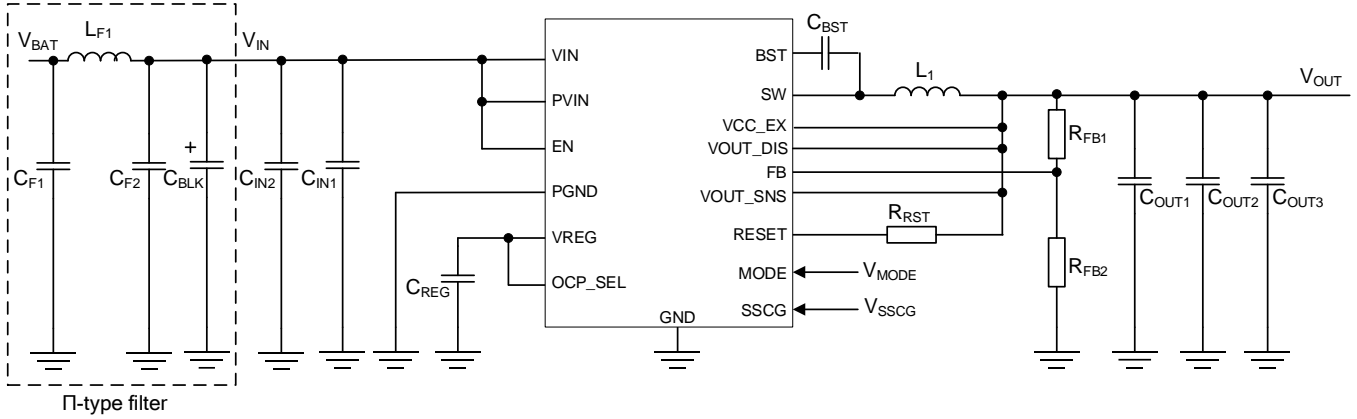 V_BAT
L_F1
V_IN
C_F1
C_F2
+
C_BLK
C_IN2
C_IN1
Π-type filter
C_REG
VIN
PVIN
EN
PGND
VREG
OCP_SEL
GND
BST
SW
VCC_EX
VOUT_DIS
FB
VOUT_SNS
RESET
MODE
SSCG
C_BST
L_1
R_RST
V_MODE
V_SSCG
R_FB1
R_FB2
C_OUT1
C_OUT2
C_OUT3
V_OUT